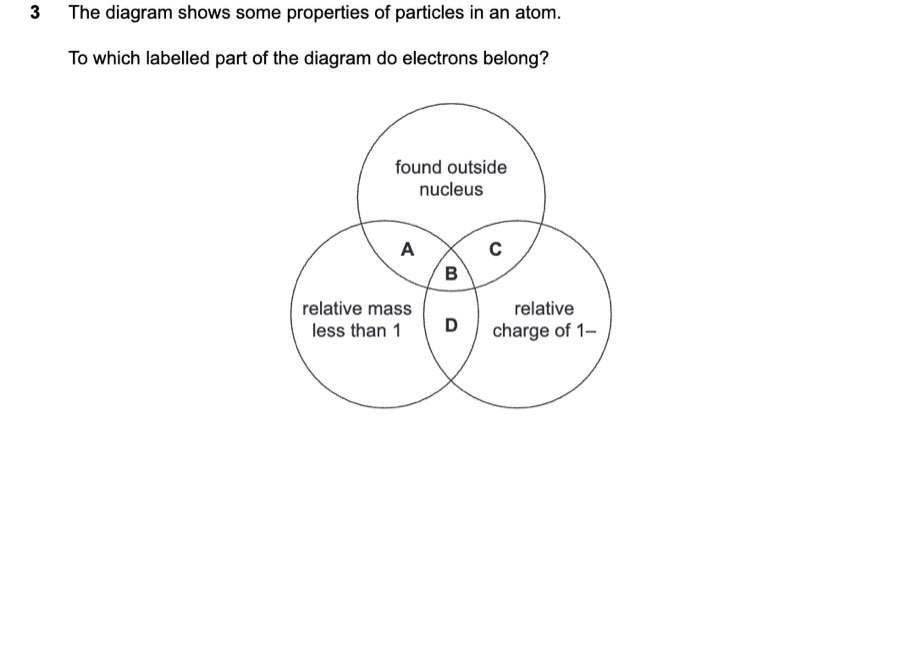 3 The diagram shows some properties of particles in an atom.
To which labelled part of the diagram do electrons belong?
found outside
nucleus
A
C
B
relative mass
less than 1
D
relative
charge of 1–